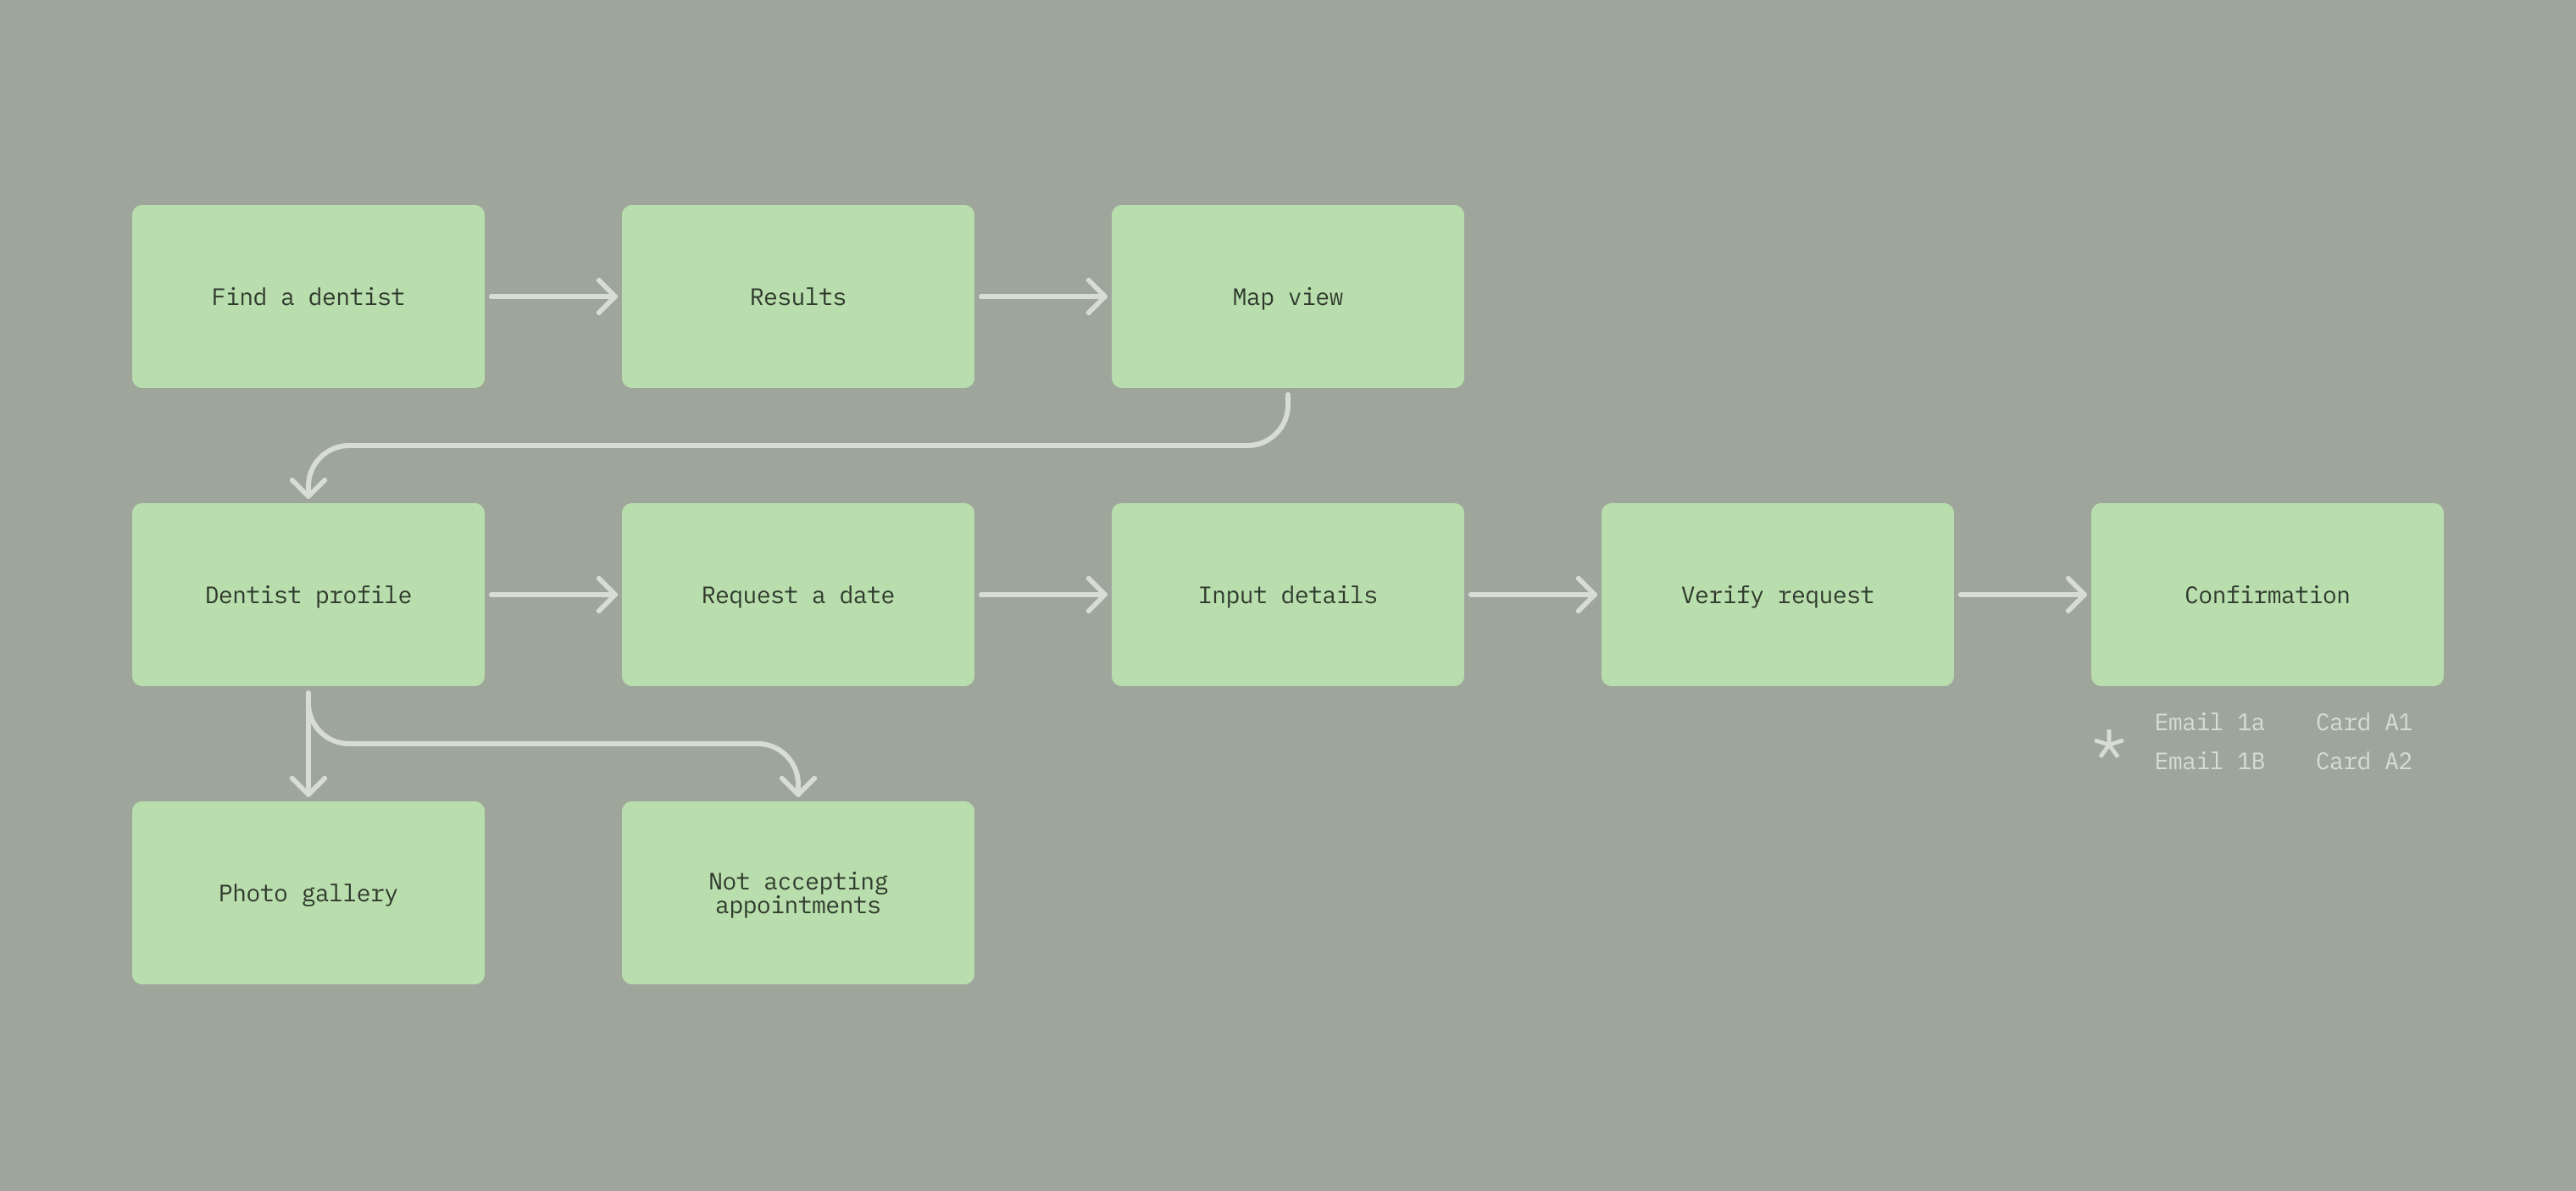 Find a dentist
Results
Map view
Dentist profile
Request a date
Input details
Verify request
Confirmation
* Email 1a Card A1
Email 1B Card A2
Photo gallery
Not accepting
appointments